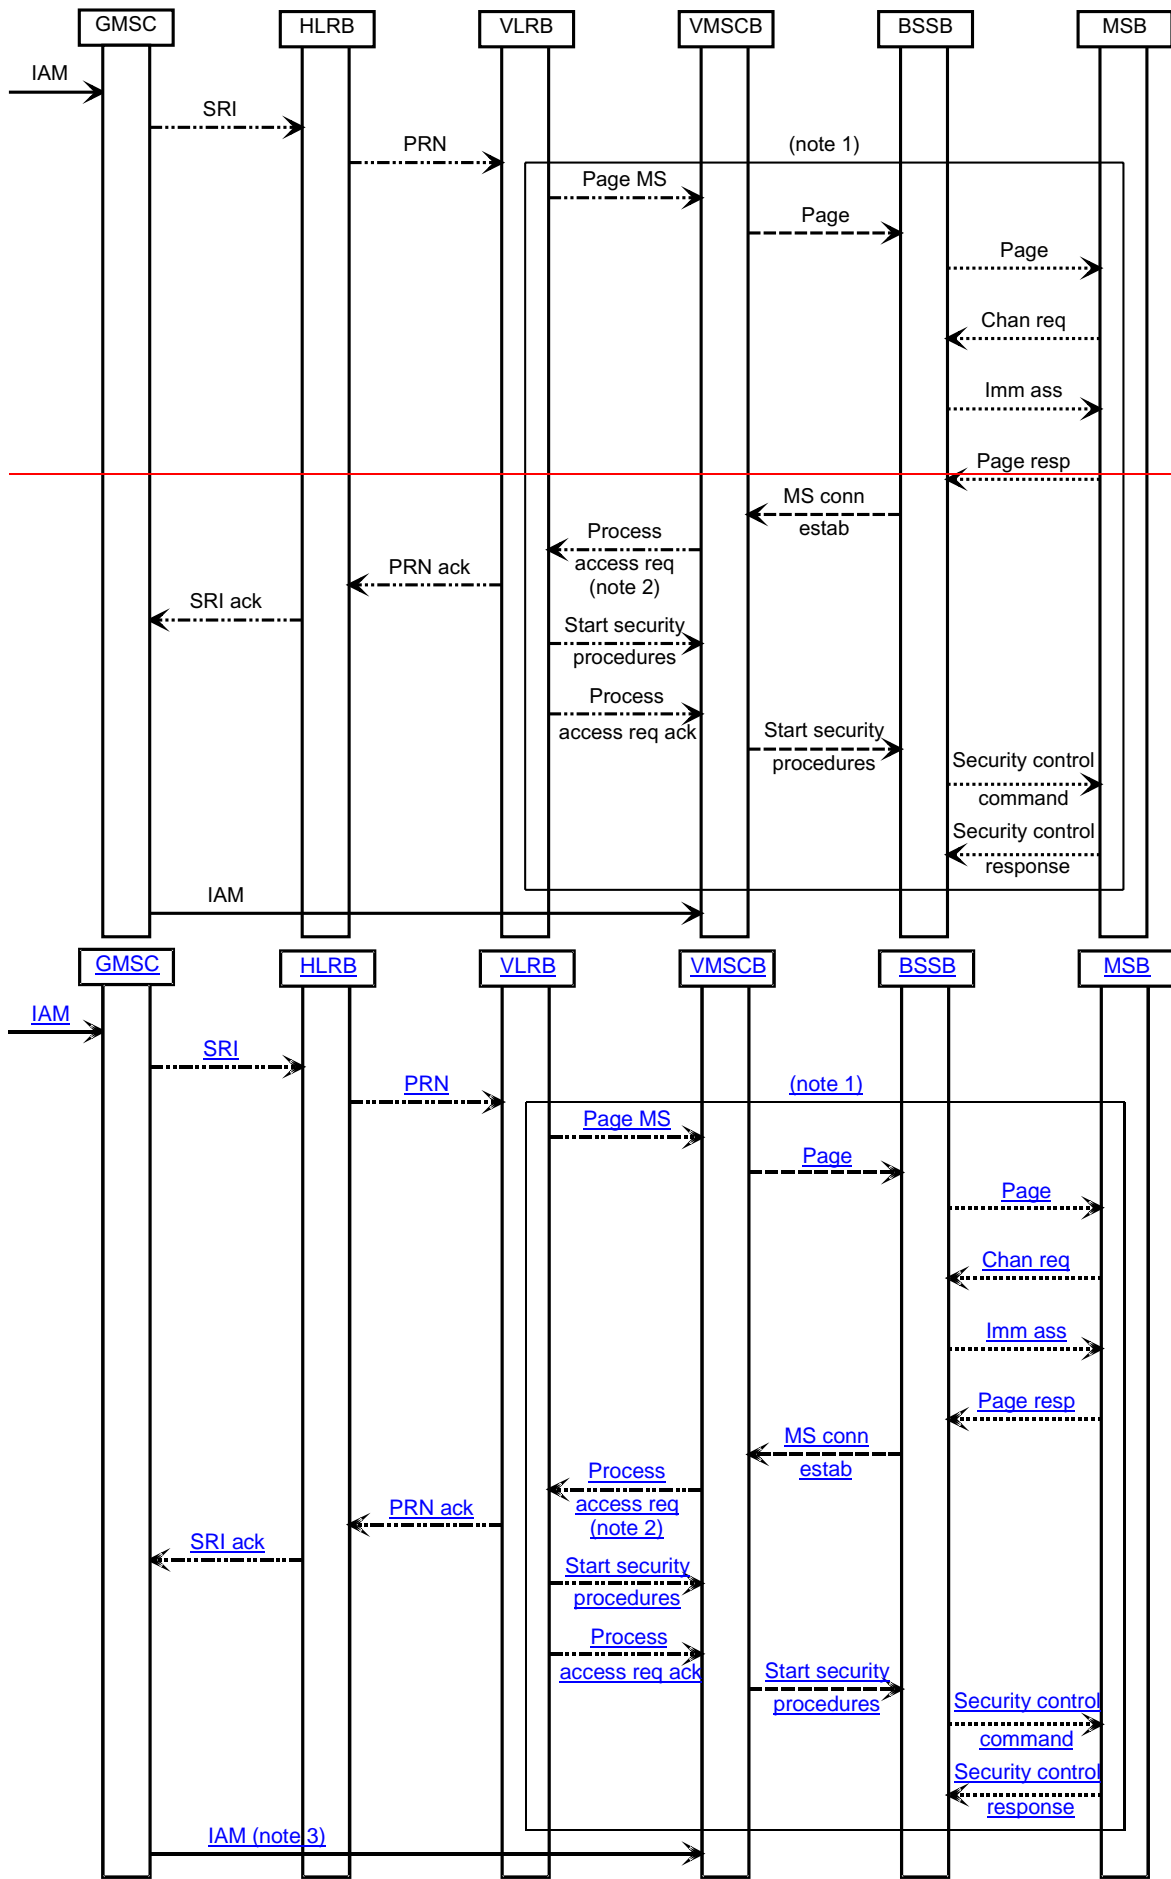 GMSC HLRB VLRB VMSCB BSSB MSB
IAM
SRI
PRN
(note 1)
Page MS
Page
Page
Chan req
Imm ass
Page resp
MS conn
estab
Process
access req
(note 2)
PRN ack
SRI ack
Start security
procedures
Process
access req ack
Start security
procedures
Security control
command
Security control
response
IAM
GMSC HLRB VLRB VMSCB BSSB MSB
IAM
SRI
PRN
(note 1)
Page MS
Page
Page
Chan req
Imm ass
Page resp
MS conn
estab
Process
access req
(note 2)
PRN ack
SRI ack
Start security
procedures
Process
access req ack
Start security
procedures
Security control
command
Security control
response
IAM (note 3)